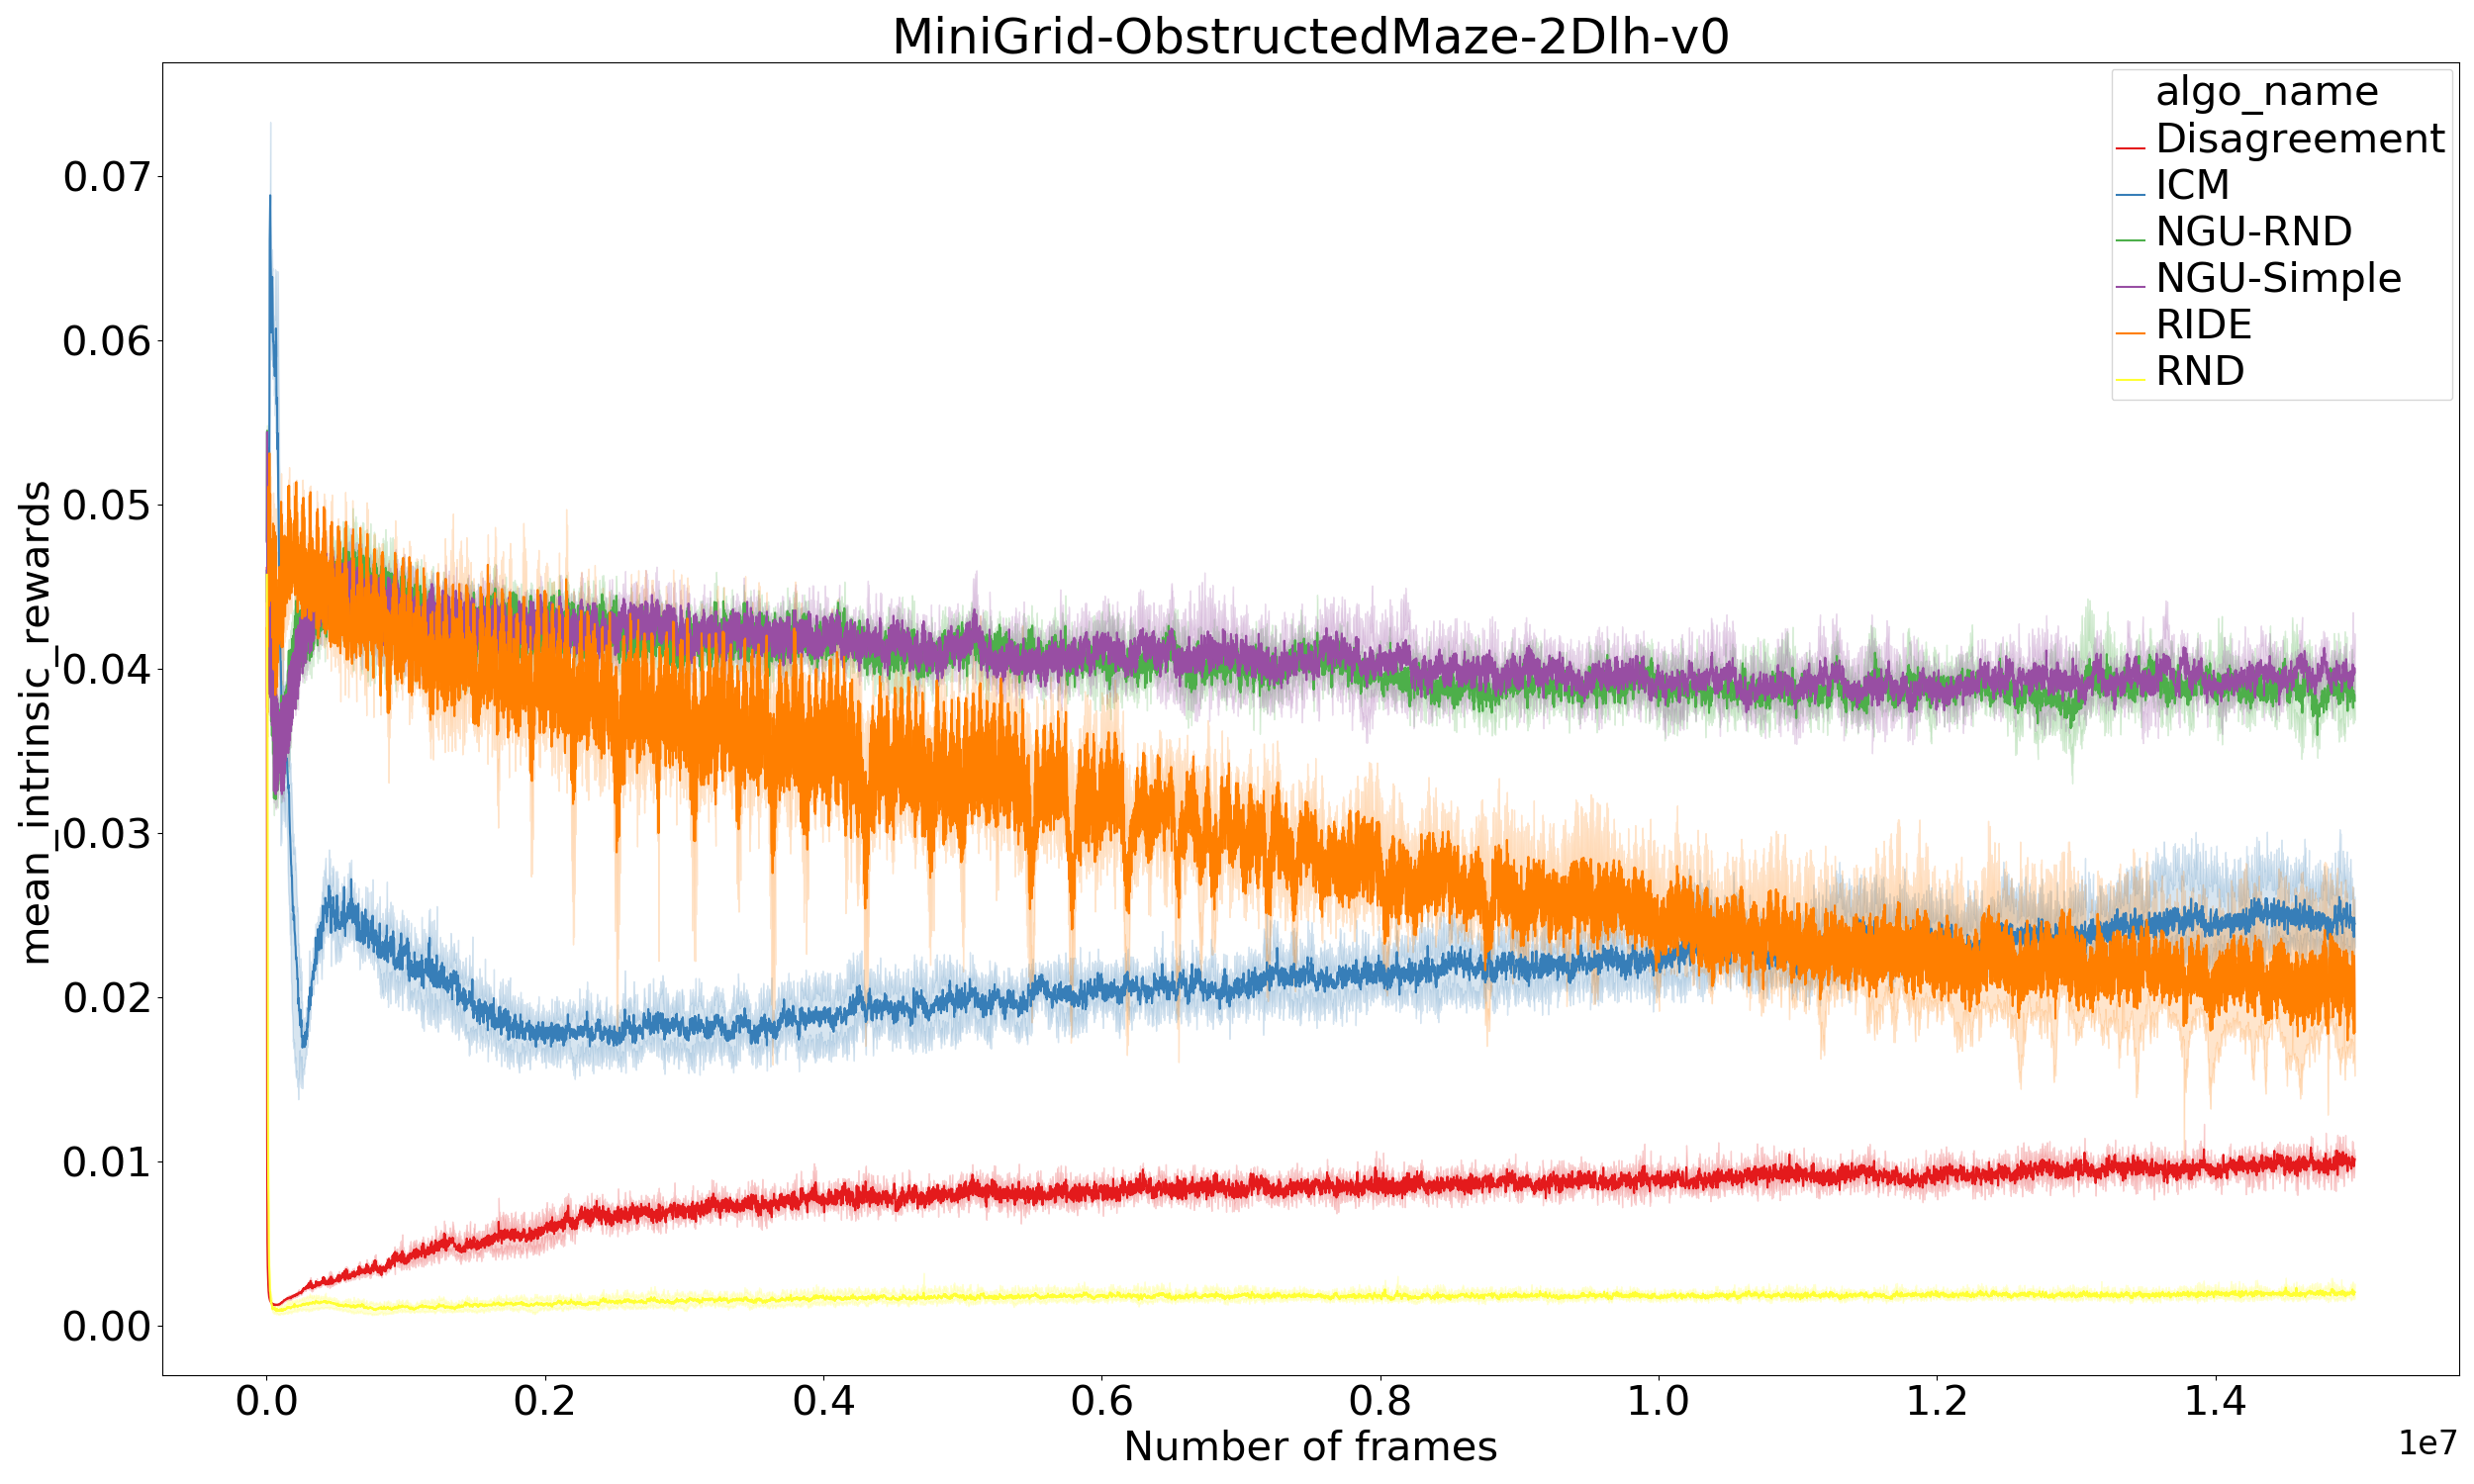 MiniGrid-ObstructedMaze-2Dlh-v0
algo_name
Disagreement
ICM
NGU-RND
NGU-Simple
RIDE
RND
mean_intrinsic_rewards
0.07
0.06
0.05
0.04
0.03
0.02
0.01
0.00
0.0 0.2 0.4 0.6 0.8 1.0 1.2 1.4
1e7
Number of frames